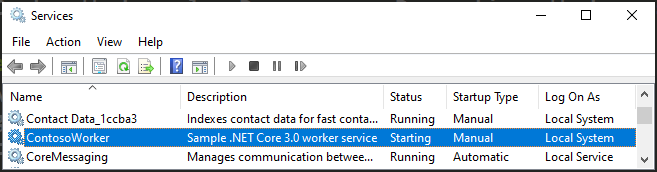 Services
File Action View Help
Name Description Status Startup Type Log On As
Contact Data_1ccba3 Indexes contact data for fast conta... Running Manual Local System
ContosoWorker Sample .NET Core 3.0 worker service Starting Manual Local System
CoreMessaging Manages communication betwee... Running Automatic Local Service